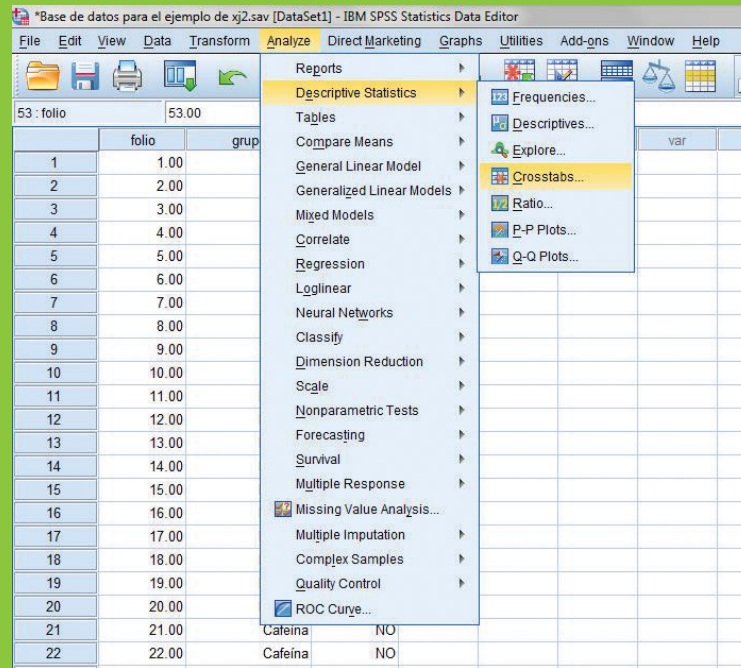 *Base de datos para el ejemplo de xj2.sav [DataSet1] - IBM SPSS Statistics Data Editor
File Edit View Data Transform Analyze Direct Marketing Graphs Utilities Add-ons Window Help
53 : folio 53.00
folio grup var
Reports
Descriptive Statistics
Tables
Compare Means
General Linear Model
Generalized Linear Models
Mixed Models
Correlate
Regression
Loglinear
Neural Networks
Classify
Dimension Reduction
Scale
Nonparametric Tests
Forecasting
Survival
Multiple Response
Missing Value Analysis...
Multiple Imputation
Complex Samples
Quality Control
ROC Curve...
123 Frequencies...
Descriptives...
Explore...
Crosstabs...
1/2 Ratio...
P-P Plots...
Q-Q Plots...
1 1.00
2 2.00
3 3.00
4 4.00
5 5.00
6 6.00
7 7.00
8 8.00
9 9.00
10 10.00
11 11.00
12 12.00
13 13.00
14 14.00
15 15.00
16 16.00
17 17.00
18 18.00
19 19.00
20 20.00
21 21.00 Cafeína NO
22 22.00 Cafeína NO